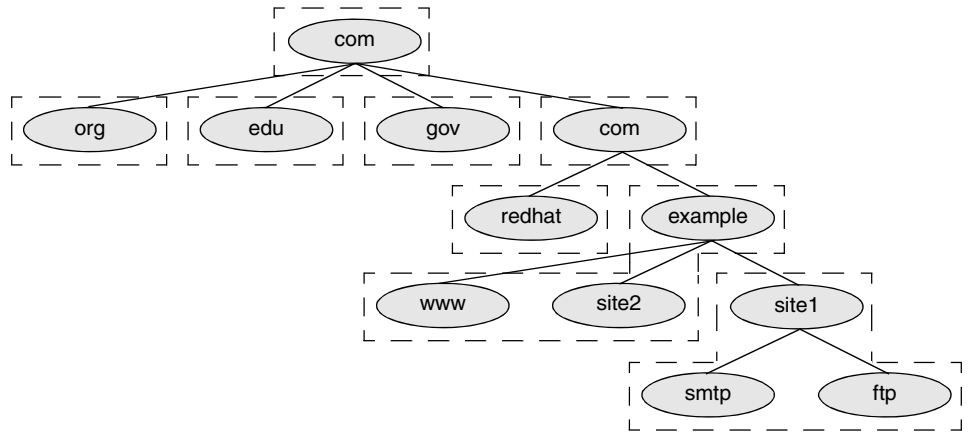 com
org edu gov com
redhat example
www site2 site1
smtp ftp